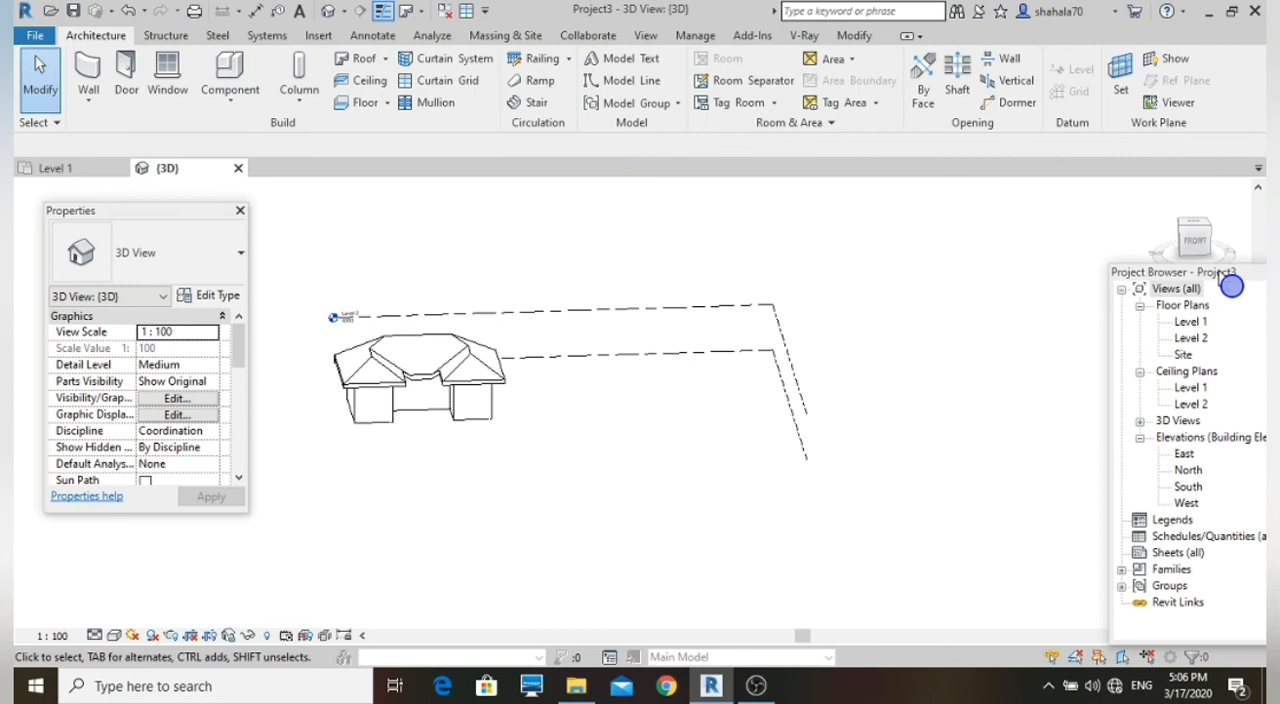 Project3 - 3D View: {3D}
Type a keyword or phrase
shahala70
File Architecture Structure Steel Systems Insert Annotate Analyze Massing & Site Collaborate View Manage Add-Ins V-Ray Modify
Modify Wall Door Window Component Column
Roof Curtain System Railing Model Text Room Area Wall Show
Ceiling Curtain Grid Ramp Model Line Room Separator Area Boundary By Face Shaft Vertical Level Set Ref Plane
Floor Mullion Stair Model Group Tag Room Tag Area Dormer Grid Viewer
Select Build Circulation Model Room & Area Opening Datum Work Plane
Level 1 {3D}
Properties
3D View
3D View: {3D} Edit Type
Graphics
View Scale 1 : 100
Scale Value 1: 100
Detail Level Medium
Parts Visibility Show Original
Visibility/Grap... Edit...
Graphic Displa... Edit...
Discipline Coordination
Show Hidden ... By Discipline
Default Analys... None
Sun Path
Properties help Apply
Level 2
FRONT
Project Browser - Project3
Views (all)
Floor Plans
Level 1
Level 2
Site
Ceiling Plans
Level 1
Level 2
3D Views
Elevations (Building Ele
East
North
South
West
Legends
Schedules/Quantities (a
Sheets (all)
Families
Groups
Revit Links
1 : 100
Click to select, TAB for alternates, CTRL adds, SHIFT unselects. :0 Main Model :0
Type here to search
ENG
5:06 PM
3/17/2020
2